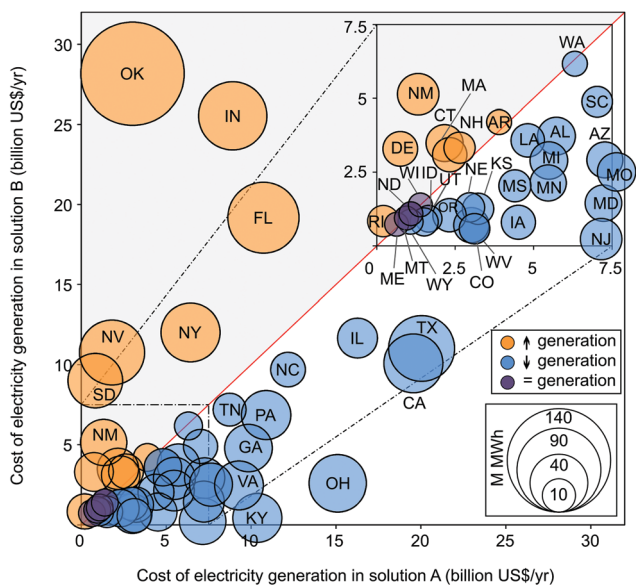 30
25
20
15
10
5
0
5
10
15
20
25
30
Cost of electricity generation in solution B (billion US$/yr)
Cost of electricity generation in solution A (billion US$/yr)
OK
IN
FL
NV
NY
SD
NM
NC
IL
TX
CA
TN
PA
GA
VA
OH
KY
7.5
5
2.5
0
0
2.5
5
7.5
WA
SC
NM
MA
CT
NH
AR
LA
AL
AZ
DE
WI
ID
UT
NE
KS
MI
MO
ND
MS
MN
MD
RI
OR
IA
NJ
ME
MT
WY
CO
WV
↑ generation
↓ generation
= generation
M MWh
140
90
40
10